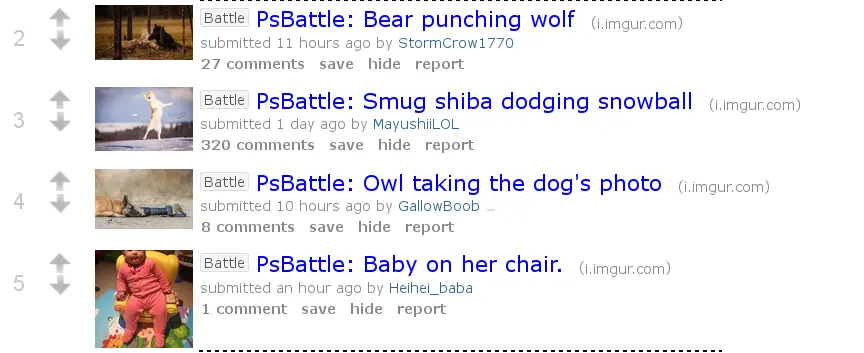 2
Battle PsBattle: Bear punching wolf (i.imgur.com)
submitted 11 hours ago by StormCrow1770
27 comments save hide report
3
Battle PsBattle: Smug shiba dodging snowball (i.imgur.com)
submitted 1 day ago by MayushiiLOL
320 comments save hide report
4
Battle PsBattle: Owl taking the dog's photo (i.imgur.com)
submitted 10 hours ago by GallowBoob ...
8 comments save hide report
5
Battle PsBattle: Baby on her chair. (i.imgur.com)
submitted an hour ago by Heihei_baba
1 comment save hide report